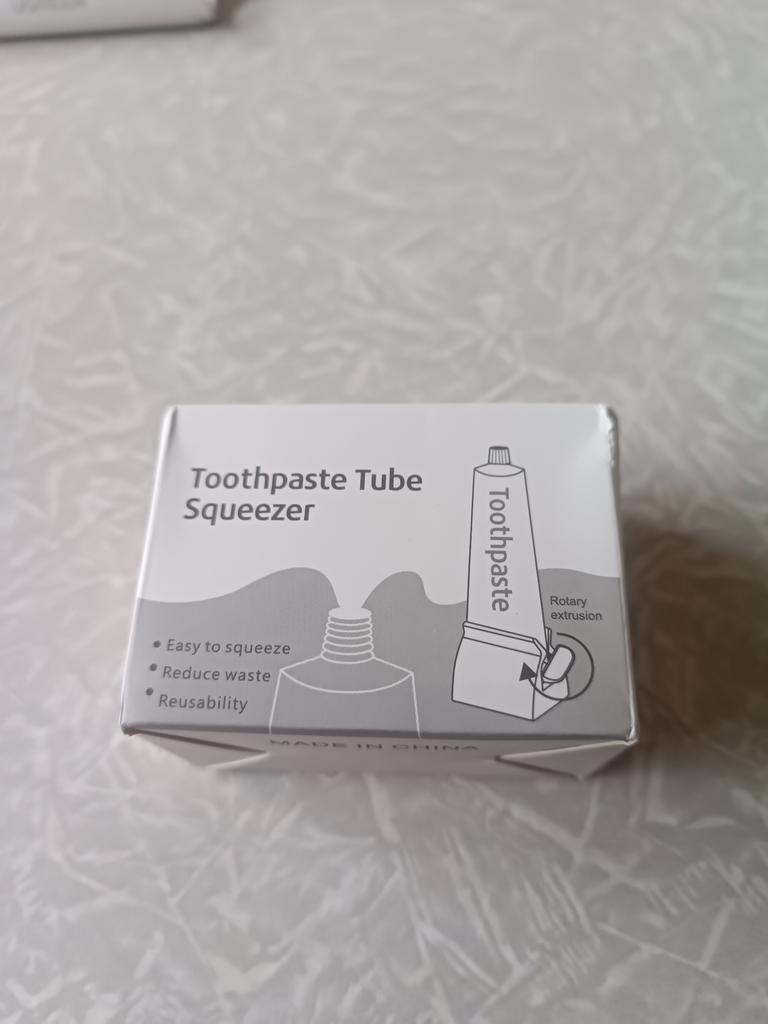 Toothpaste Tube
Squeezer
Toothpaste
Rotary
extrusion
• Easy to squeeze
• Reduce waste
• Reusability
MADE IN CHINA